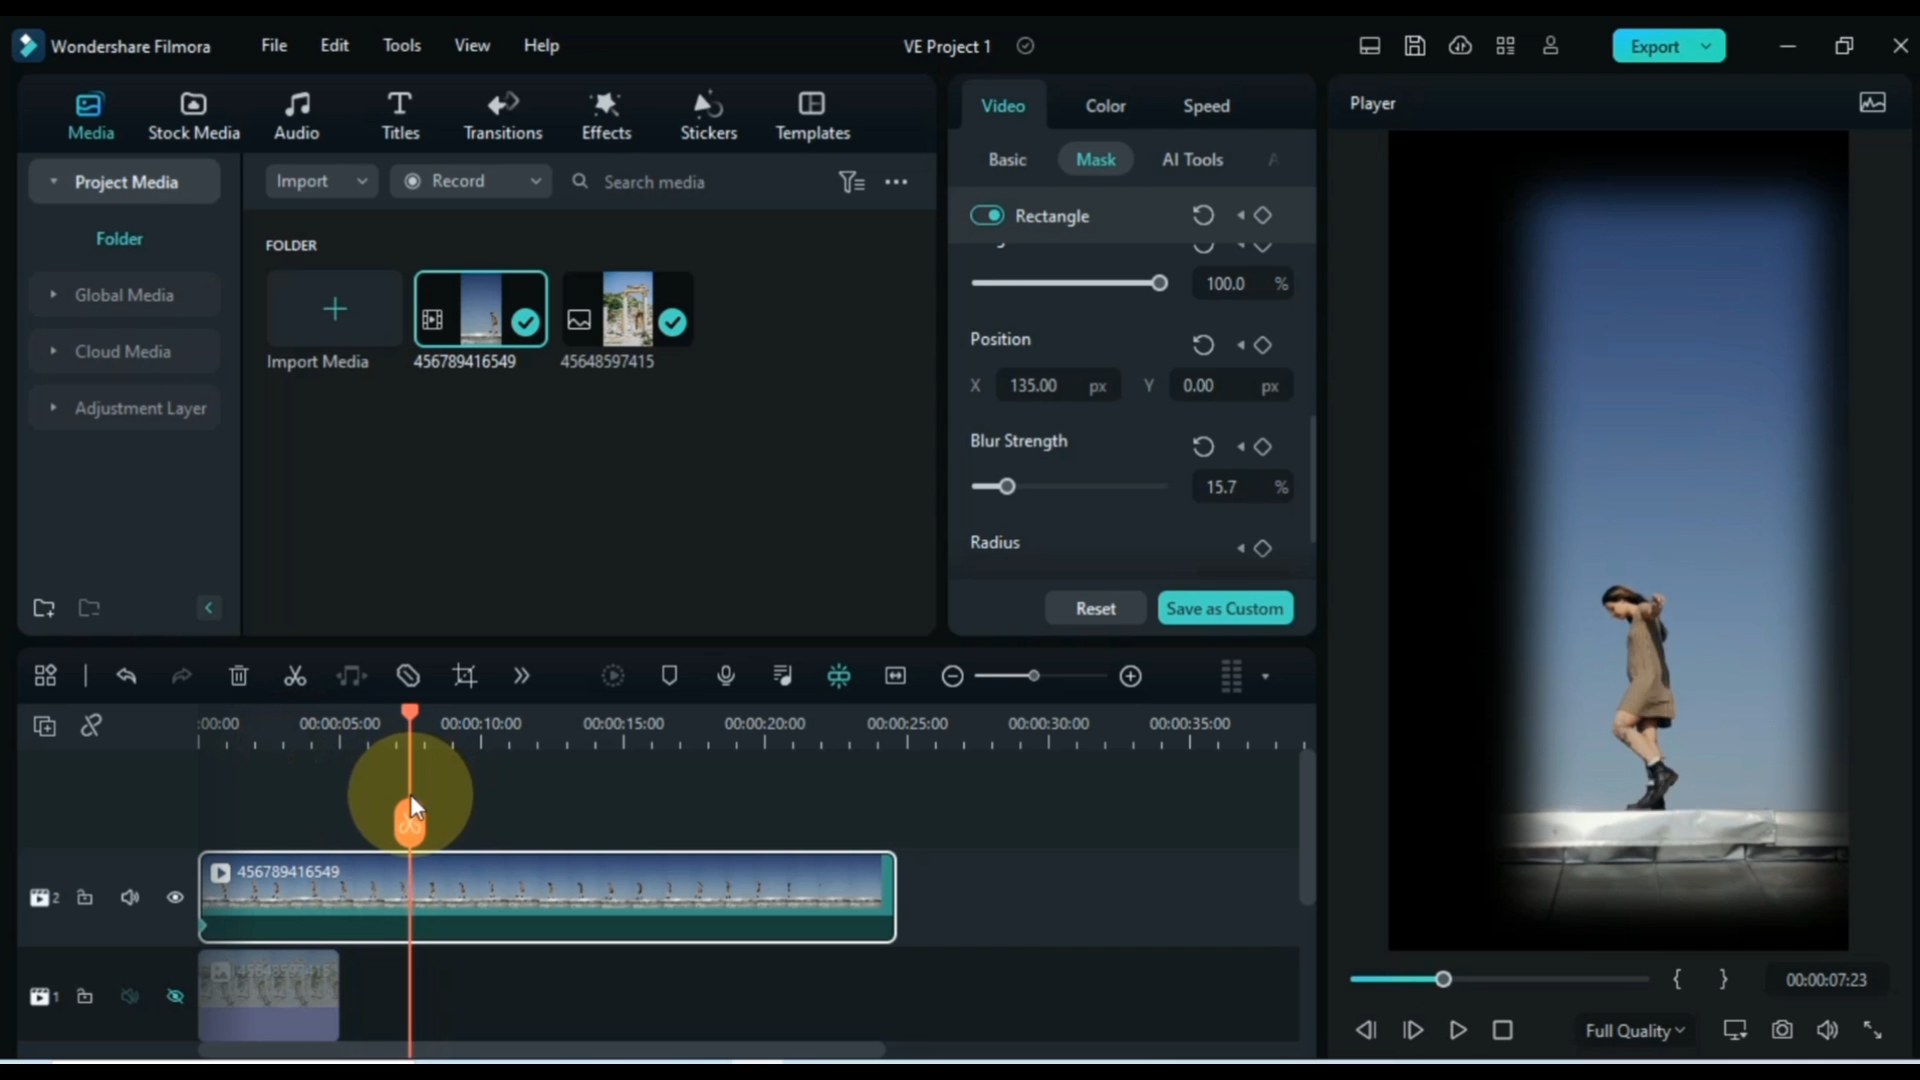 Wondershare Filmora
File
Edit
Tools
View
Help
VE Project 1
Export
Media
Stock Media
Audio
Titles
Transitions
Effects
Stickers
Templates
Video
Color
Speed
Player
Basic
Mask
AI Tools
A
Project Media
Folder
Global Media
Cloud Media
Adjustment Layer
Import
Record
Search media
FOLDER
Import Media
456789416549
45648597415
Rectangle
100.0 %
Position
X 135.00 px Y 0.00 px
Blur Strength
15.7 %
Radius
Reset
Save as Custom
:00:00
00:00:05:00
00:00:10:00
00:00:15:00
00:00:20:00
00:00:25:00
00:00:30:00
00:00:35:00
2
456789416549
1
45648597415
{ }
00:00:07:23
Full Quality